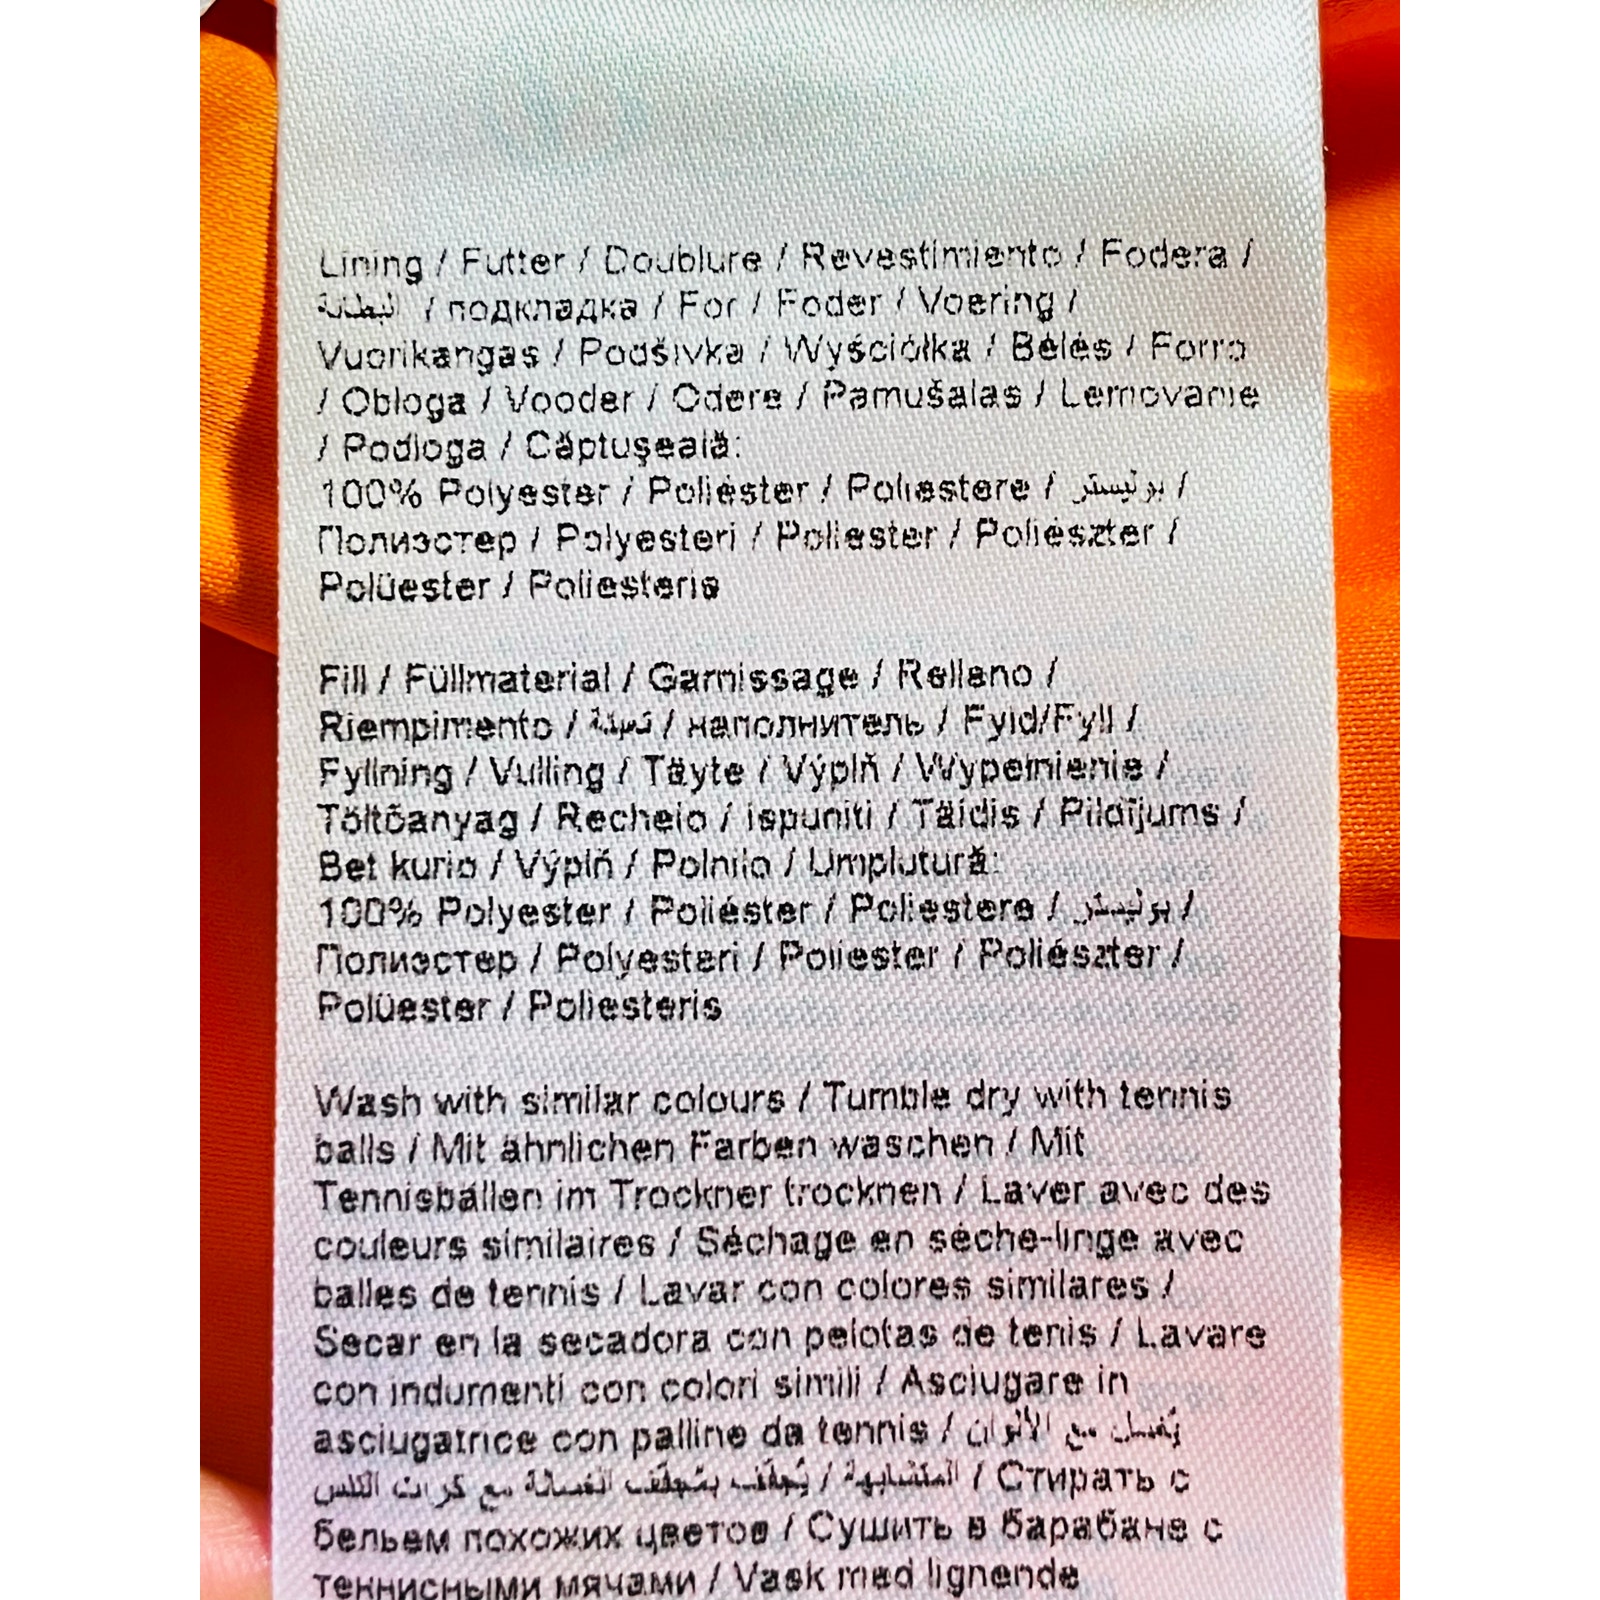 Lining / Futter / Doublure / Revestimiento / Fodera /
البطانة / подкладка / For / Foder / Voering /
Vuorikangas / Podšívka / Wyściółka / Bélés / Forro
/ Obloga / Vooder / Odere / Pamušalas / Lemovanie
/ Podloga / Căptuşeală:
100% Polyester / Poliéster / Poliestere / بوليستر /
Полиэстер / Polyesteri / Poliester / Poliészter /
Polüester / Poliesteris
Fill / Füllmaterial / Garnissage / Relleno /
Riempimento / تعبئة / наполнитель / Fyld/Fyll /
Fyllning / Vulling / Täyte / Výplň / Wypełnienie /
Töltőanyag / Recheio / ispuniti / Täidis / Pildījums /
Bet kurio / Výplň / Polnilo / Umplutură:
100% Polyester / Poliéster / Poliestere / بوليستر /
Полиэстер / Polyesteri / Poliester / Poliészter /
Polüester / Poliesteris
Wash with similar colours / Tumble dry with tennis
balls / Mit ähnlichen Farben waschen / Mit
Tennisbällen im Trockner trocknen / Laver avec des
couleurs similaires / Séchage en sèche-linge avec
balles de tennis / Lavar con colores similares /
Secar en la secadora con pelotas de tenis / Lavare
con indumenti con colori simili / Asciugare in
asciugatrice con palline da tennis / يُغسل مع الألوان
المتشابهة / يُجفّف بمجفّف الغسالة مع كرات التنس / Стирать с
бельем похожих цветов / Сушить в барабане с
теннисными мячами / Vask med lignende